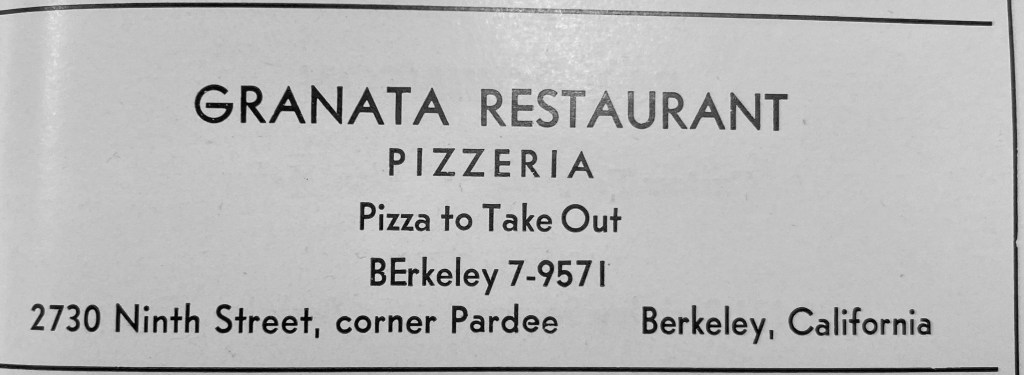 GRANATA RESTAURANT
PIZZERIA
Pizza to Take Out
BErkeley 7-9571
2730 Ninth Street, corner Pardee Berkeley, California